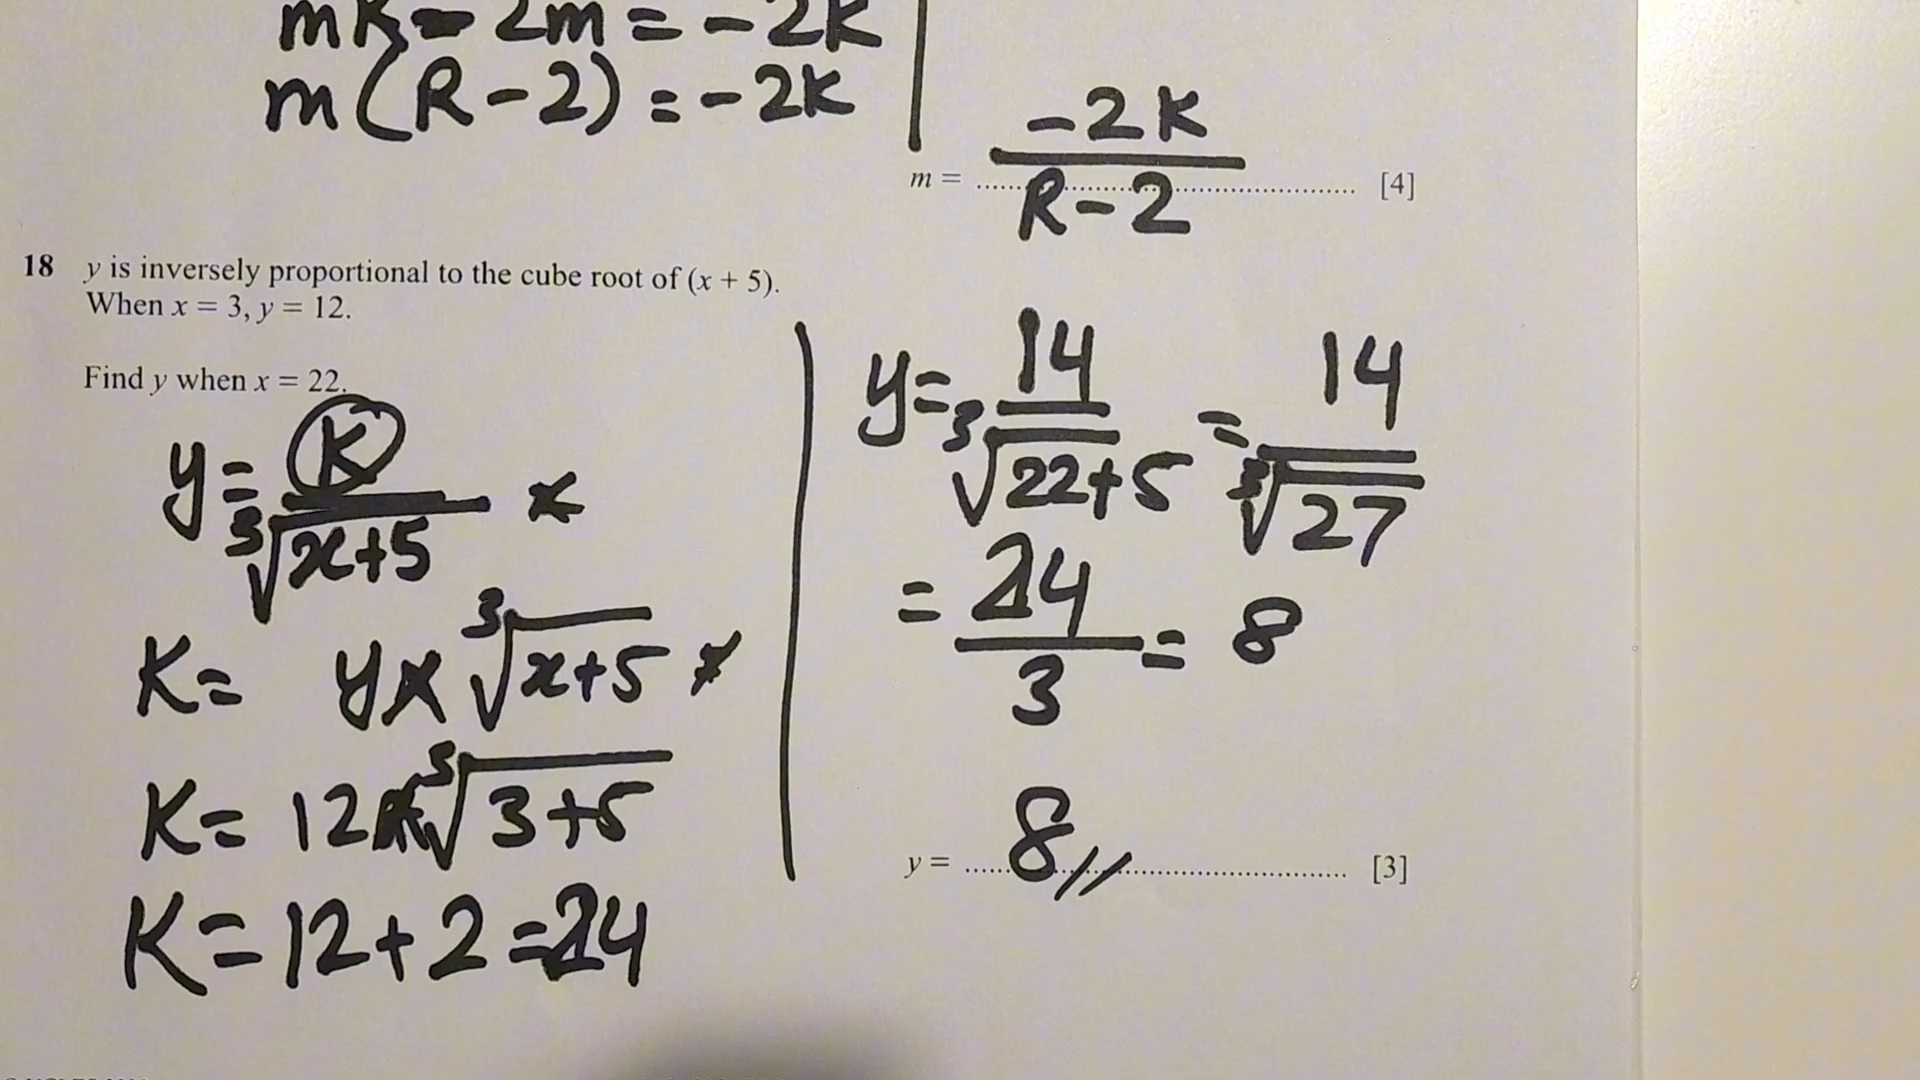 mk - 2m = -2K
m(R-2) = -2K
-2K
m = ........ R-2 ........ [4]
18 y is inversely proportional to the cube root of (x + 5).
When x = 3, y = 12.
Find y when x = 22.
y = K / ∛x+5 *
K = y x ∛x+5 *
K = 12 x ∛3+5
K = 12 + 2 = 24
y = 14 / ∛22+5 = 14 / ∛27
= 24 / 3 = 8
y = ........ 8// ........ [3]